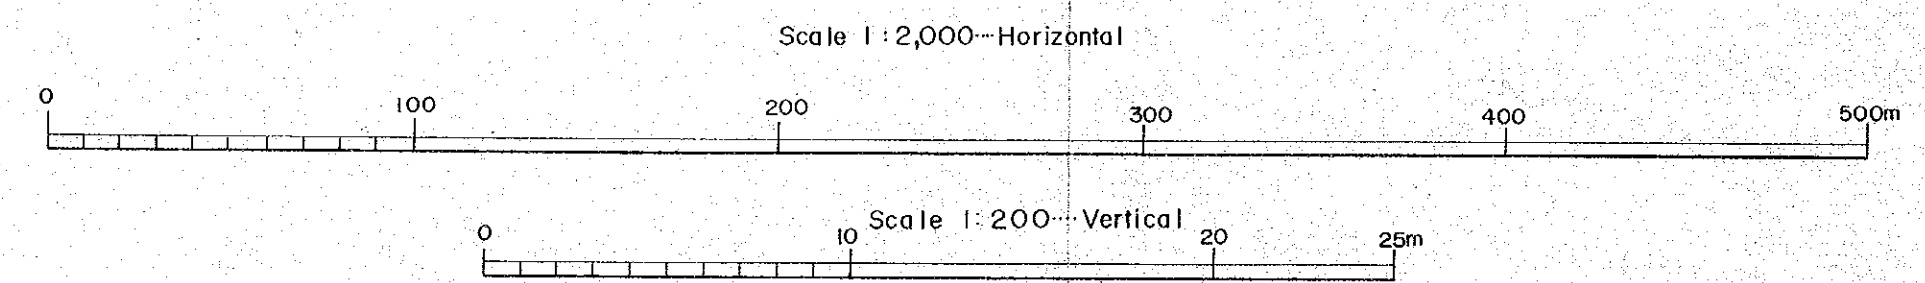 Scale 1:2,000···Horizontal
0 100 200 300 400 500m
Scale 1:200···Vertical
0 10 20 25m